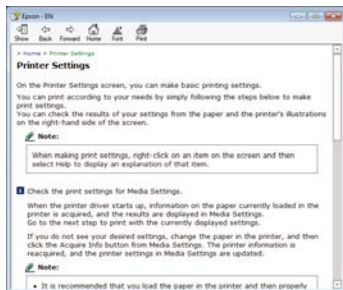 Epson - EN
Show Back Forward Home Font Print
> Home > Printer Settings
Printer Settings
On the Printer Settings screen, you can make basic printing settings.
You can print according to your needs by simply following the steps below to make
print settings.
You can check the results of your settings from the paper and the printer's illustrations
on the right-hand side of the screen.
Note:
When making print settings, right-click on an item on the screen and then
select Help to display an explanation of that item.
1 Check the print settings for Media Settings.
When the printer driver starts up, information on the paper currently loaded in the
printer is acquired, and the results are displayed in Media Settings.
Go to the next step to print with the currently displayed settings.
If you do not see your desired settings, change the paper in the printer, and then
click the Acquire Info button from Media Settings. The printer information is
reacquired, and the printer settings in Media Settings are updated.
Note:
• It is recommended that you load the paper in the printer and then properly